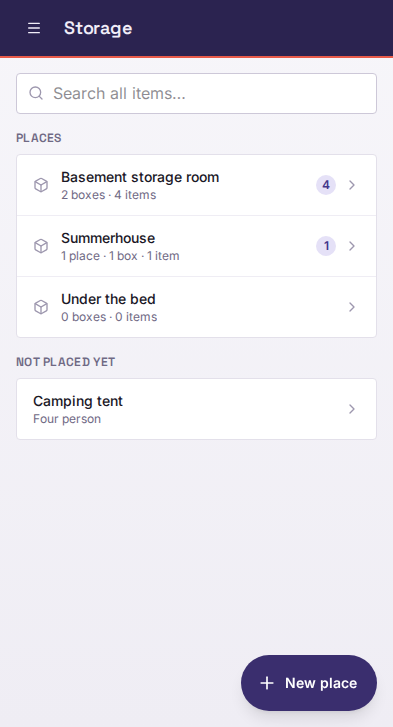 Storage
Search all items...
PLACES
Basement storage room
2 boxes · 4 items
4
Summerhouse
1 place · 1 box · 1 item
1
Under the bed
0 boxes · 0 items
NOT PLACED YET
Camping tent
Four person
New place